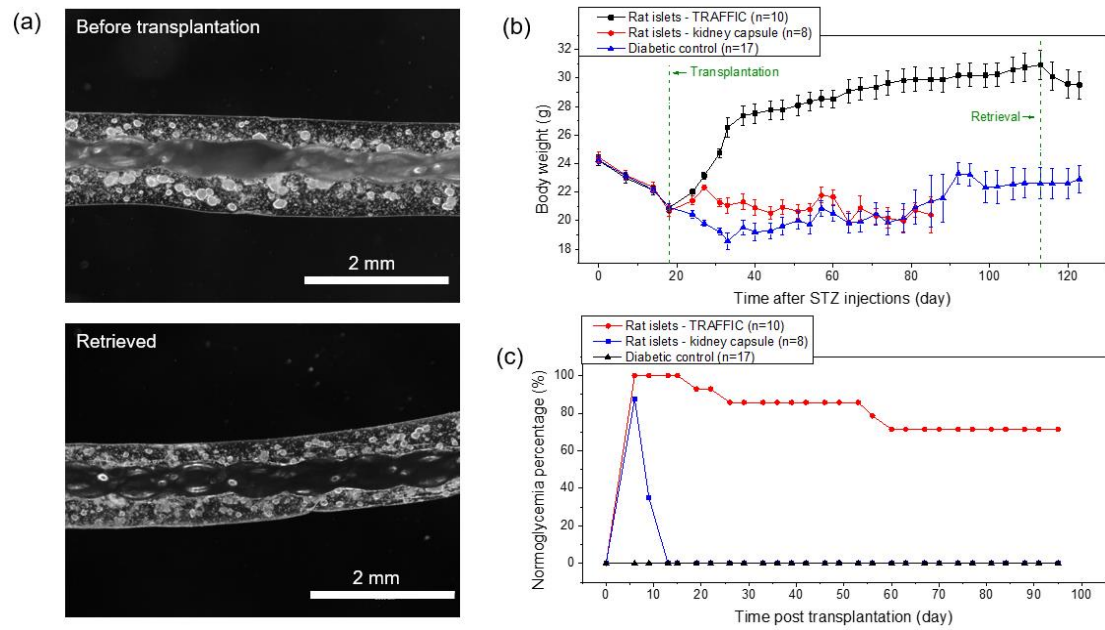 (a)
Before transplantation
2 mm
Retrieved
2 mm
(b)
Rat islets - TRAFFIC (n=10)
Rat islets - kidney capsule (n=8)
Diabetic control (n=17)
Transplantation
Retrieval
Body weight (g)
32
30
28
26
24
22
20
18
0 20 40 60 80 100 120
Time after STZ injections (day)
(c)
Rat islets - TRAFFIC (n=10)
Rat islets - kidney capsule (n=8)
Diabetic control (n=17)
Normoglycemia percentage (%)
100
80
60
40
20
0
0 10 20 30 40 50 60 70 80 90 100
Time post transplantation (day)